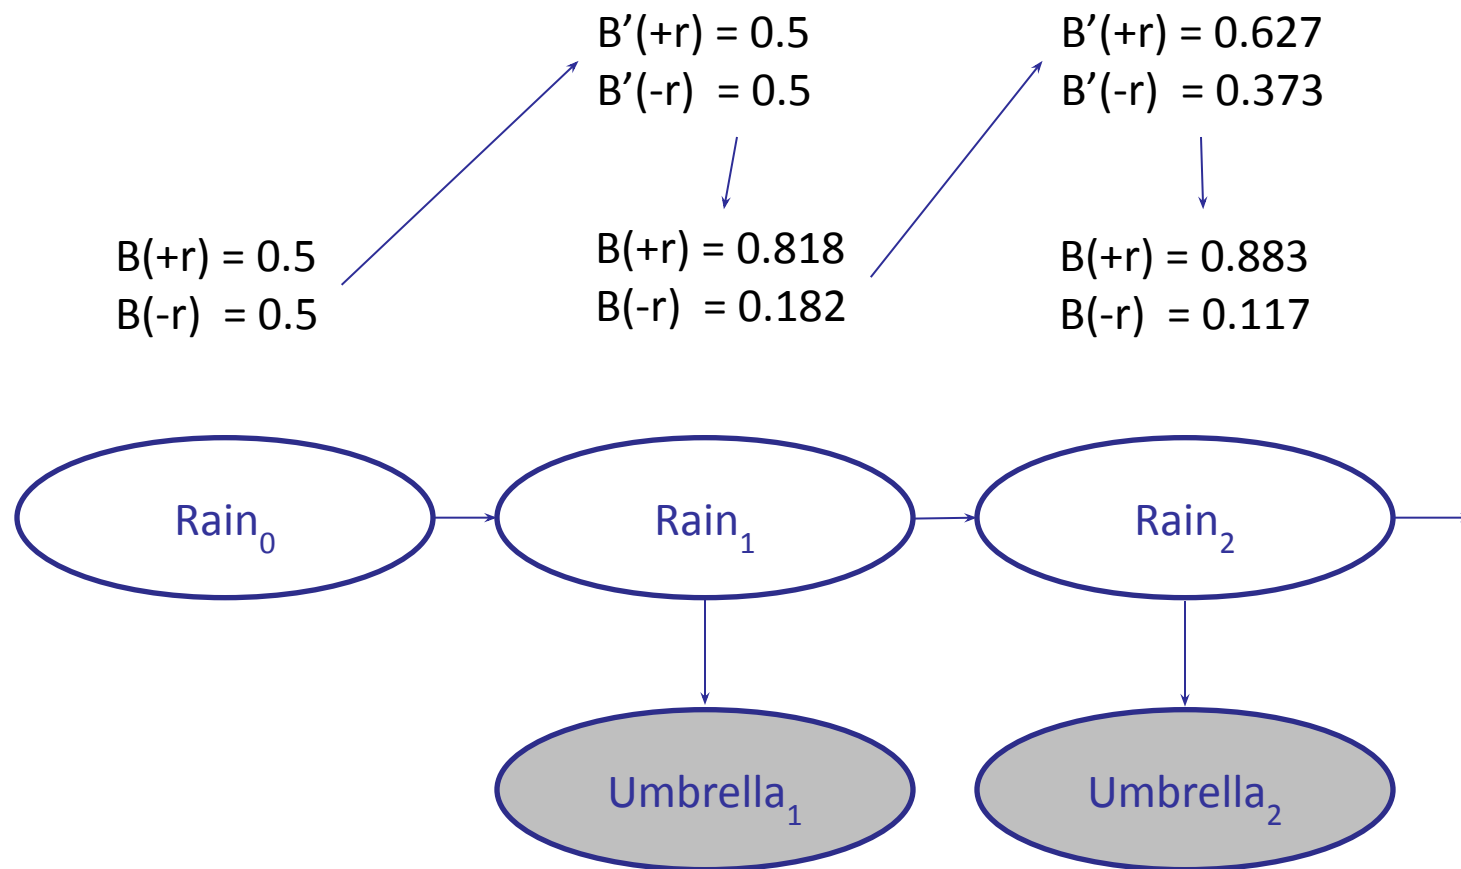 B’(+r) = 0.5
B’(-r) = 0.5
B’(+r) = 0.627
B’(-r) = 0.373
B(+r) = 0.5
B(-r) = 0.5
B(+r) = 0.818
B(-r) = 0.182
B(+r) = 0.883
B(-r) = 0.117
Rain0
Rain1
Rain2
Umbrella1
Umbrella2